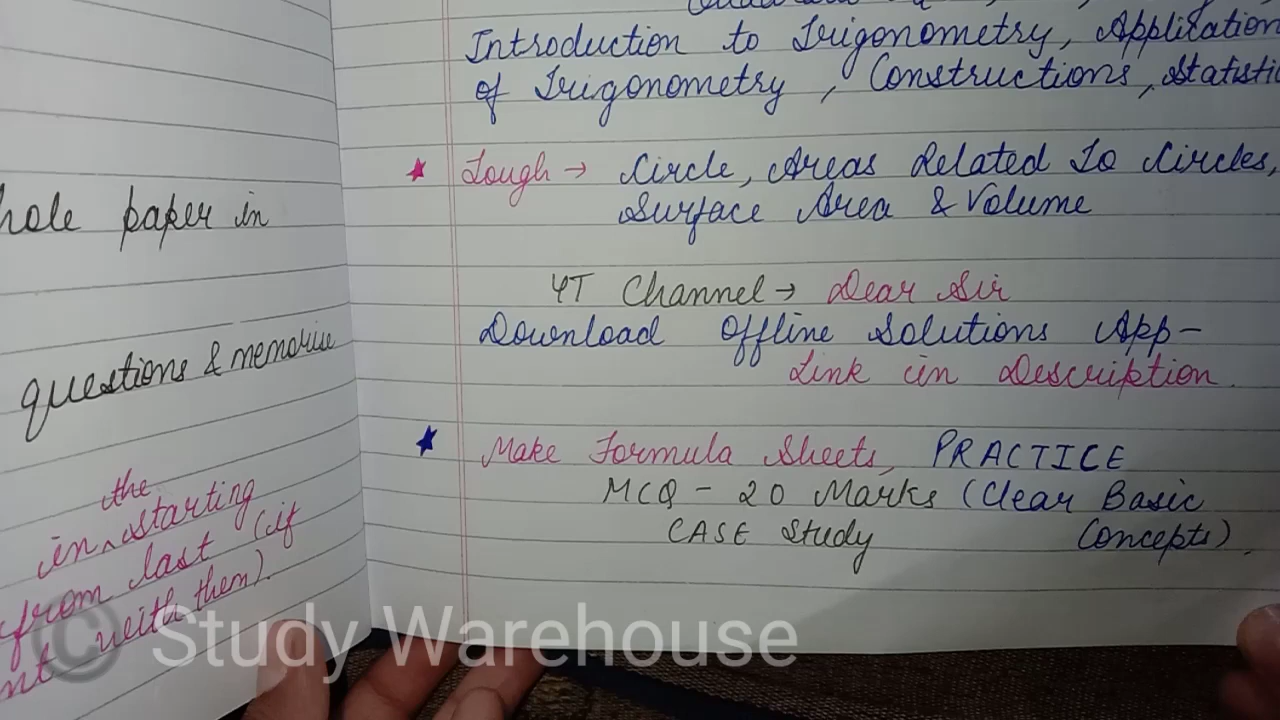 hole paper in
questions & memorise
the
in starting
from last (if
nt with them).
Introduction to Trigonometry, Application
of Trigonometry, Constructions, Statistic
★ Tough → Circle, Areas Related To Circles,
Surface Area & Volume
YT Channel → Dear Sir
Download Offline Solutions App-
Link in Description.
★ Make Formula Sheets, PRACTICE
MCQ - 20 Marks (Clear Basic
CASE Study Concepts).
© Study Warehouse